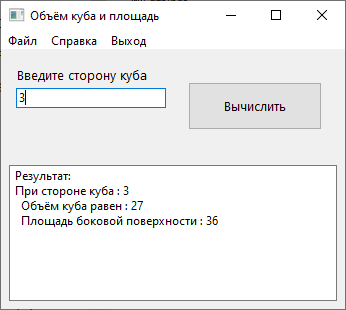 Объём куба и площадь
Файл Справка Выход
Введите сторону куба
3
Вычислить
Результат:
При стороне куба : 3
Объём куба равен : 27
Площадь боковой поверхности : 36